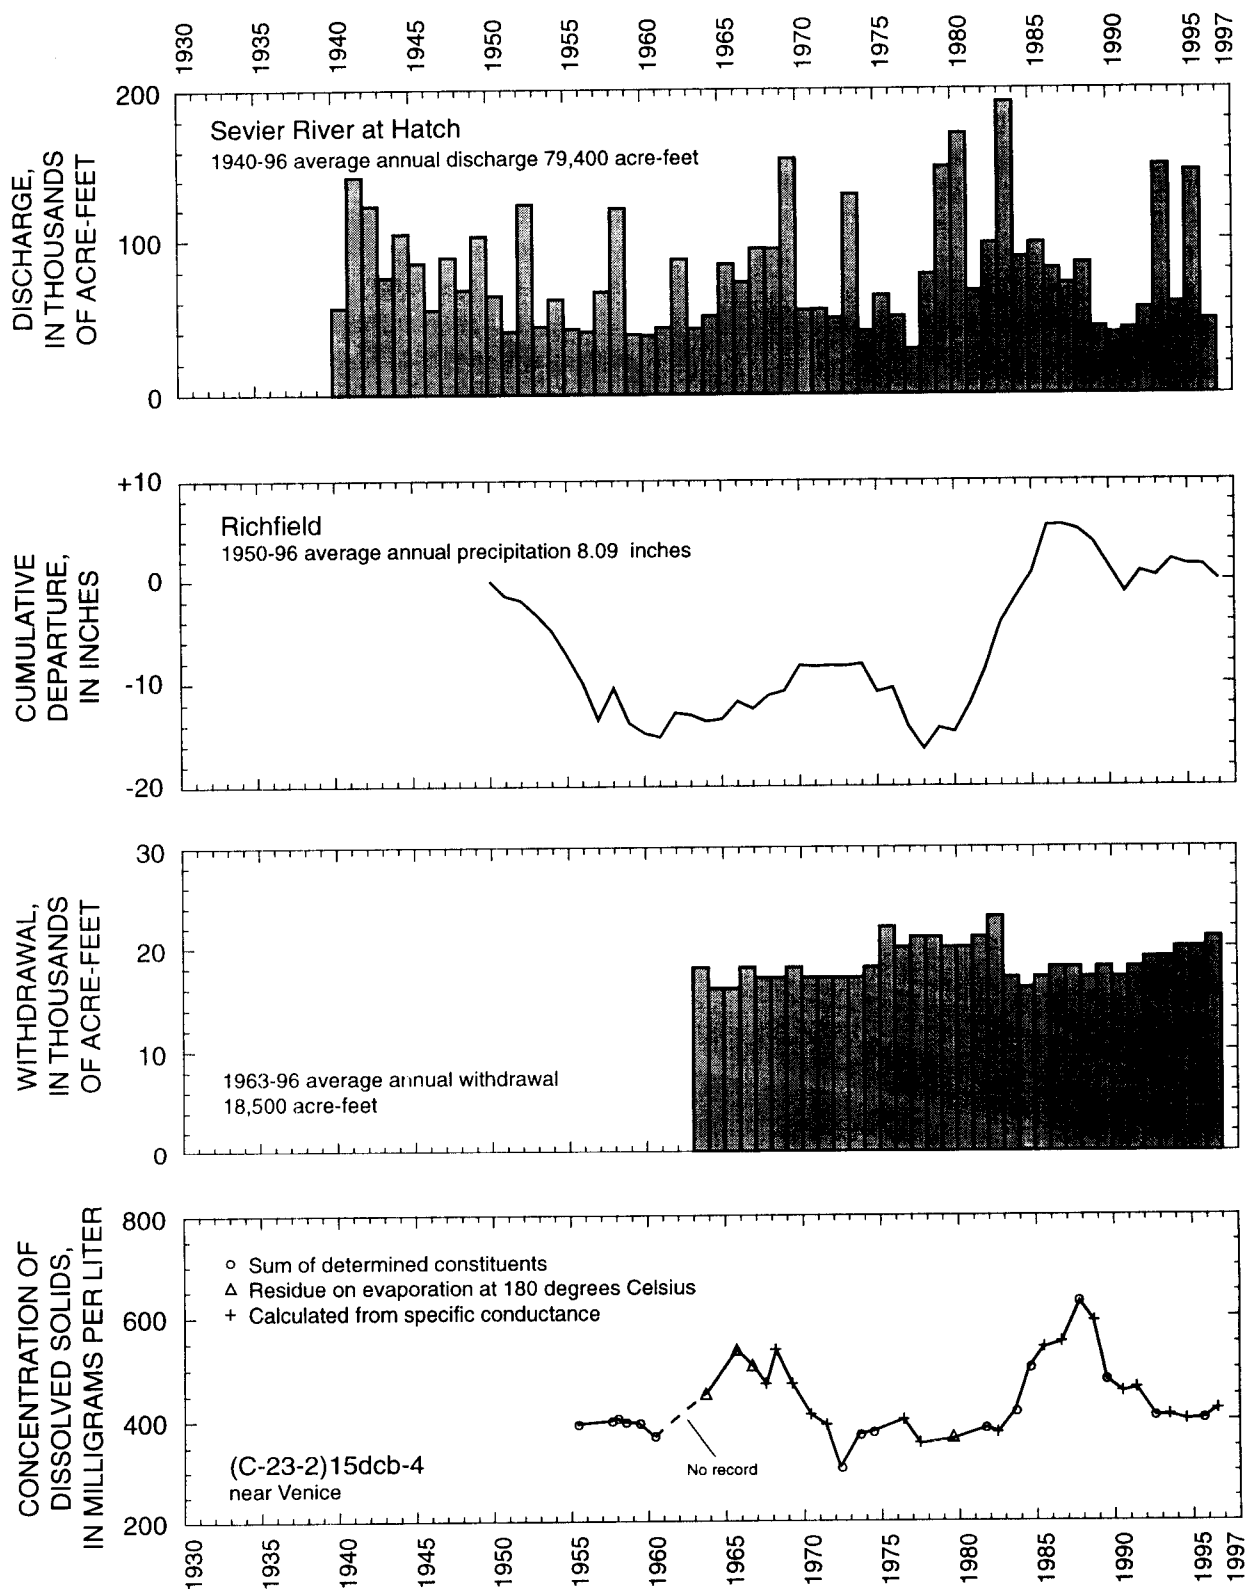 1930 1935 1940 1945 1950 1955 1960 1965 1970 1975 1980 1985 1990 1995 1997
DISCHARGE,
IN THOUSANDS
OF ACRE-FEET
200
100
0
Sevier River at Hatch
1940-96 average annual discharge 79,400 acre-feet
CUMULATIVE
DEPARTURE,
IN INCHES
+10
0
-10
-20
Richfield
1950-96 average annual precipitation 8.09 inches
WITHDRAWAL,
IN THOUSANDS
OF ACRE-FEET
30
20
10
0
1963-96 average annual withdrawal
18,500 acre-feet
CONCENTRATION OF
DISSOLVED SOLIDS,
IN MILLIGRAMS PER LITER
800
600
400
200
Sum of determined constituents
Residue on evaporation at 180 degrees Celsius
Calculated from specific conductance
No record
(C-23-2)15dcb-4
near Venice
1930 1935 1940 1945 1950 1955 1960 1965 1970 1975 1980 1985 1990 1995 1997